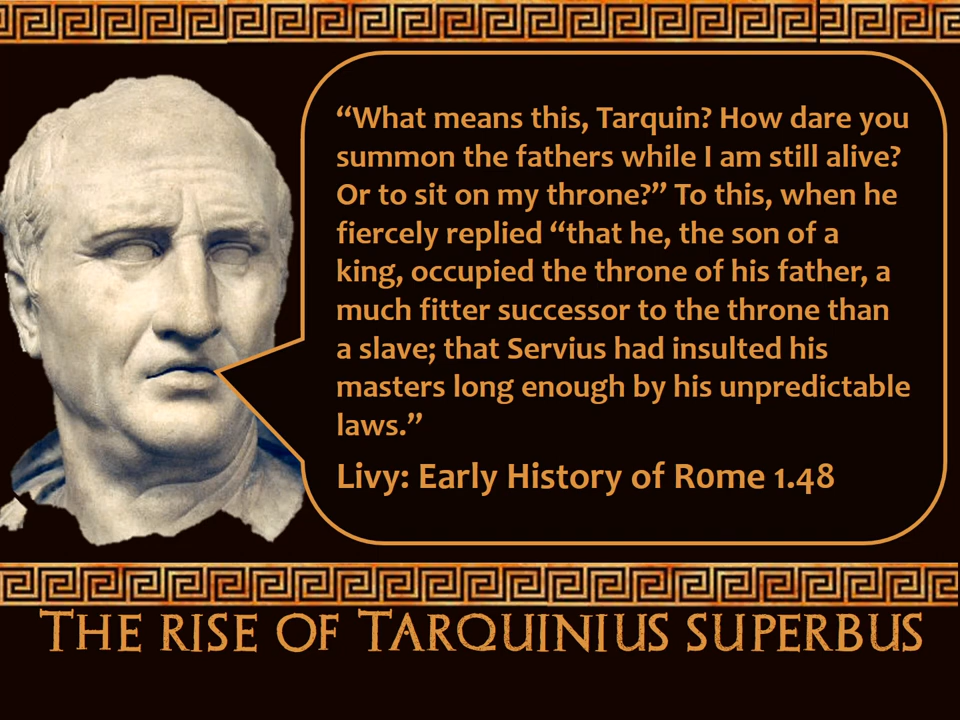 “What means this, Tarquin? How dare you
summon the fathers while I am still alive?
Or to sit on my throne?” To this, when he
fiercely replied “that he, the son of a
king, occupied the throne of his father, a
much fitter successor to the throne than
a slave; that Servius had insulted his
masters long enough by his unpredictable
laws.”
Livy: Early History of R0me 1.48
The rise of Tarquinius superbus